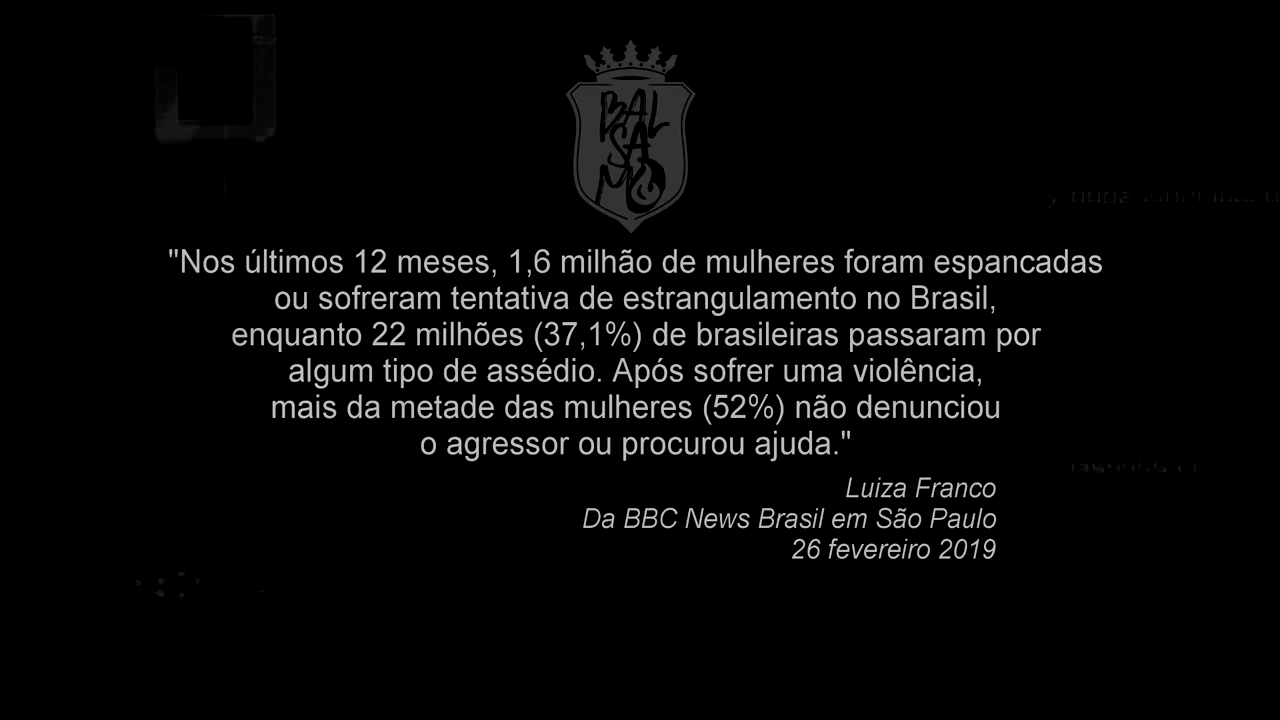 BAL
SA
MO
"Nos últimos 12 meses, 1,6 milhão de mulheres foram espancadas
ou sofreram tentativa de estrangulamento no Brasil,
enquanto 22 milhões (37,1%) de brasileiras passaram por
algum tipo de assédio. Após sofrer uma violência,
mais da metade das mulheres (52%) não denunciou
o agressor ou procurou ajuda."
Luiza Franco
Da BBC News Brasil em São Paulo
26 fevereiro 2019